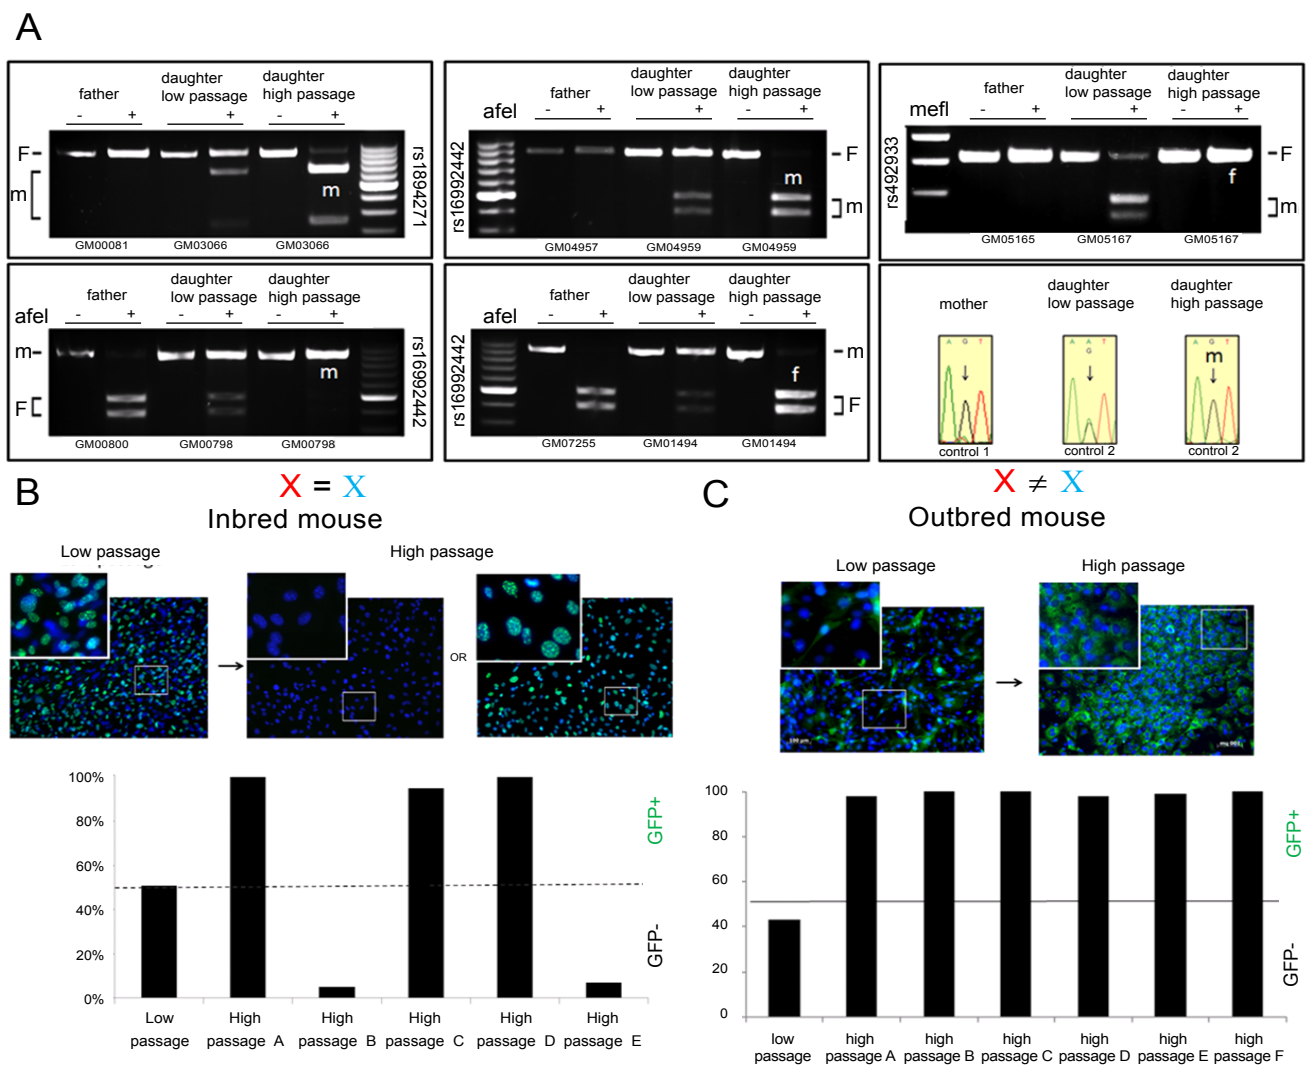 A
father
daughter
low passage
daughter
high passage
- + - + - +
F
m
m
rs1894271
GM00081 GM03066 GM03066
afel
father
daughter
low passage
daughter
high passage
- + - + - +
rs16992442
m
F
m
GM04957 GM04959 GM04959
mefl
father
daughter
low passage
daughter
high passage
- + - + - +
rs492933
f
F
m
GM05165 GM05167 GM05167
afel
father
daughter
low passage
daughter
high passage
- + - + - +
m
F
m
rs16992442
GM00800 GM00798 GM00798
afel
father
daughter
low passage
daughter
high passage
- + - + - +
rs16992442
f
m
F
GM07255 GM01494 GM01494
mother
daughter
low passage
daughter
high passage
A G T
A A T
G
A G T
m
control 1 control 2 control 2
B
X = X
Inbred mouse
Low passage
High passage
OR
100%
80%
60%
40%
20%
0%
GFP+
GFP-
Low
passage
High
passage A
High
passage B
High
passage C
High
passage D
High
passage E
C
X ≠ X
Outbred mouse
Low passage
High passage
100
80
60
40
20
0
GFP+
GFP-
low
passage
high
passage A
high
passage B
high
passage C
high
passage D
high
passage E
high
passage F